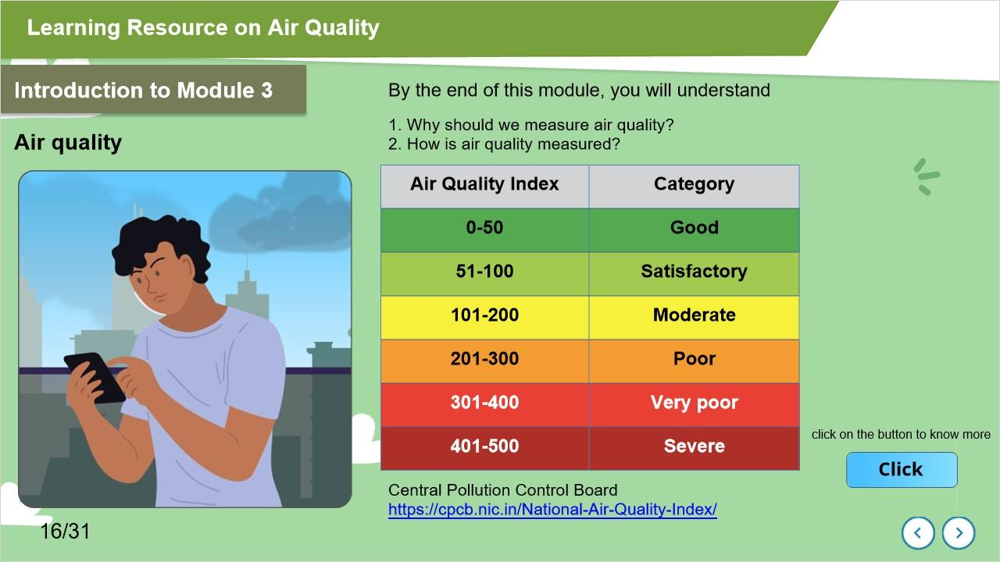 Learning Resource on Air Quality
Introduction to Module 3
Air quality
By the end of this module, you will understand
1. Why should we measure air quality?
2. How is air quality measured?
Air Quality Index Category
0-50 Good
51-100 Satisfactory
101-200 Moderate
201-300 Poor
301-400 Very poor
401-500 Severe
Central Pollution Control Board
https://cpcb.nic.in/National-Air-Quality-Index/
click on the button to know more
Click
16/31